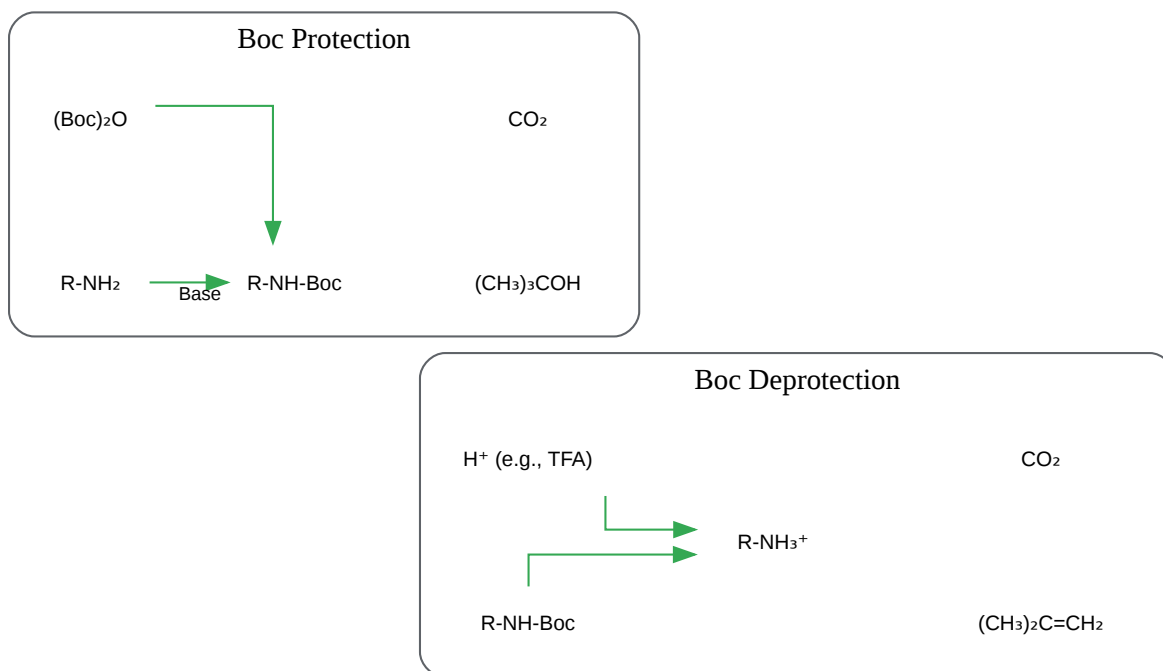 Boc Protection
(Boc)₂O
CO₂
R-NH₂
Base
R-NH-Boc
(CH₃)₃COH
Boc Deprotection
H⁺ (e.g., TFA)
CO₂
R-NH₃⁺
R-NH-Boc
(CH₃)₂C=CH₂